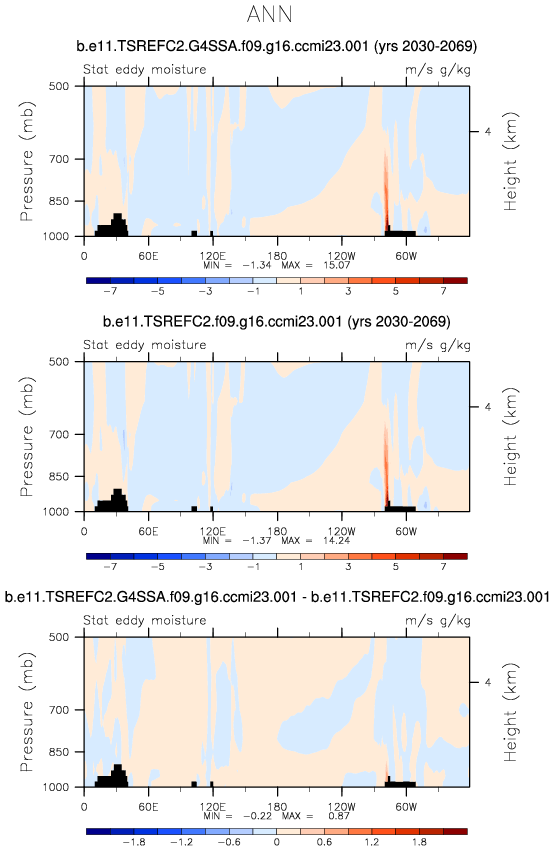 ANN
b.e11.TSREFC2.G4SSA.f09.g16.ccmi23.001 (yrs 2030-2069)
Stat eddy moisture m/s g/kg
500
700
850
1000
Pressure (mb)
4
Height (km)
0 60E 120E 180 120W 60W
MIN = -1.34 MAX = 15.07
-7 -5 -3 -1 1 3 5 7
b.e11.TSREFC2.f09.g16.ccmi23.001 (yrs 2030-2069)
Stat eddy moisture m/s g/kg
500
700
850
1000
Pressure (mb)
4
Height (km)
0 60E 120E 180 120W 60W
MIN = -1.37 MAX = 14.24
-7 -5 -3 -1 1 3 5 7
b.e11.TSREFC2.G4SSA.f09.g16.ccmi23.001 - b.e11.TSREFC2.f09.g16.ccmi23.001
Stat eddy moisture m/s g/kg
500
700
850
1000
Pressure (mb)
4
Height (km)
0 60E 120E 180 120W 60W
MIN = -0.22 MAX = 0.87
-1.8 -1.2 -0.6 0 0.6 1.2 1.8